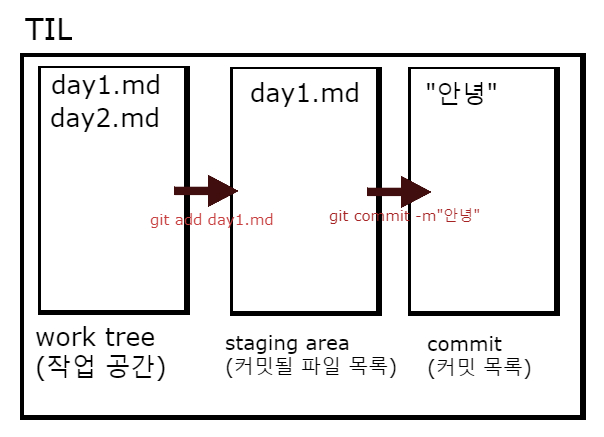 TIL
day1.md
day2.md
day1.md
"안녕"
git add day1.md
git commit -m"안녕"
work tree
(작업 공간)
staging area
(커밋될 파일 목록)
commit
(커밋 목록)